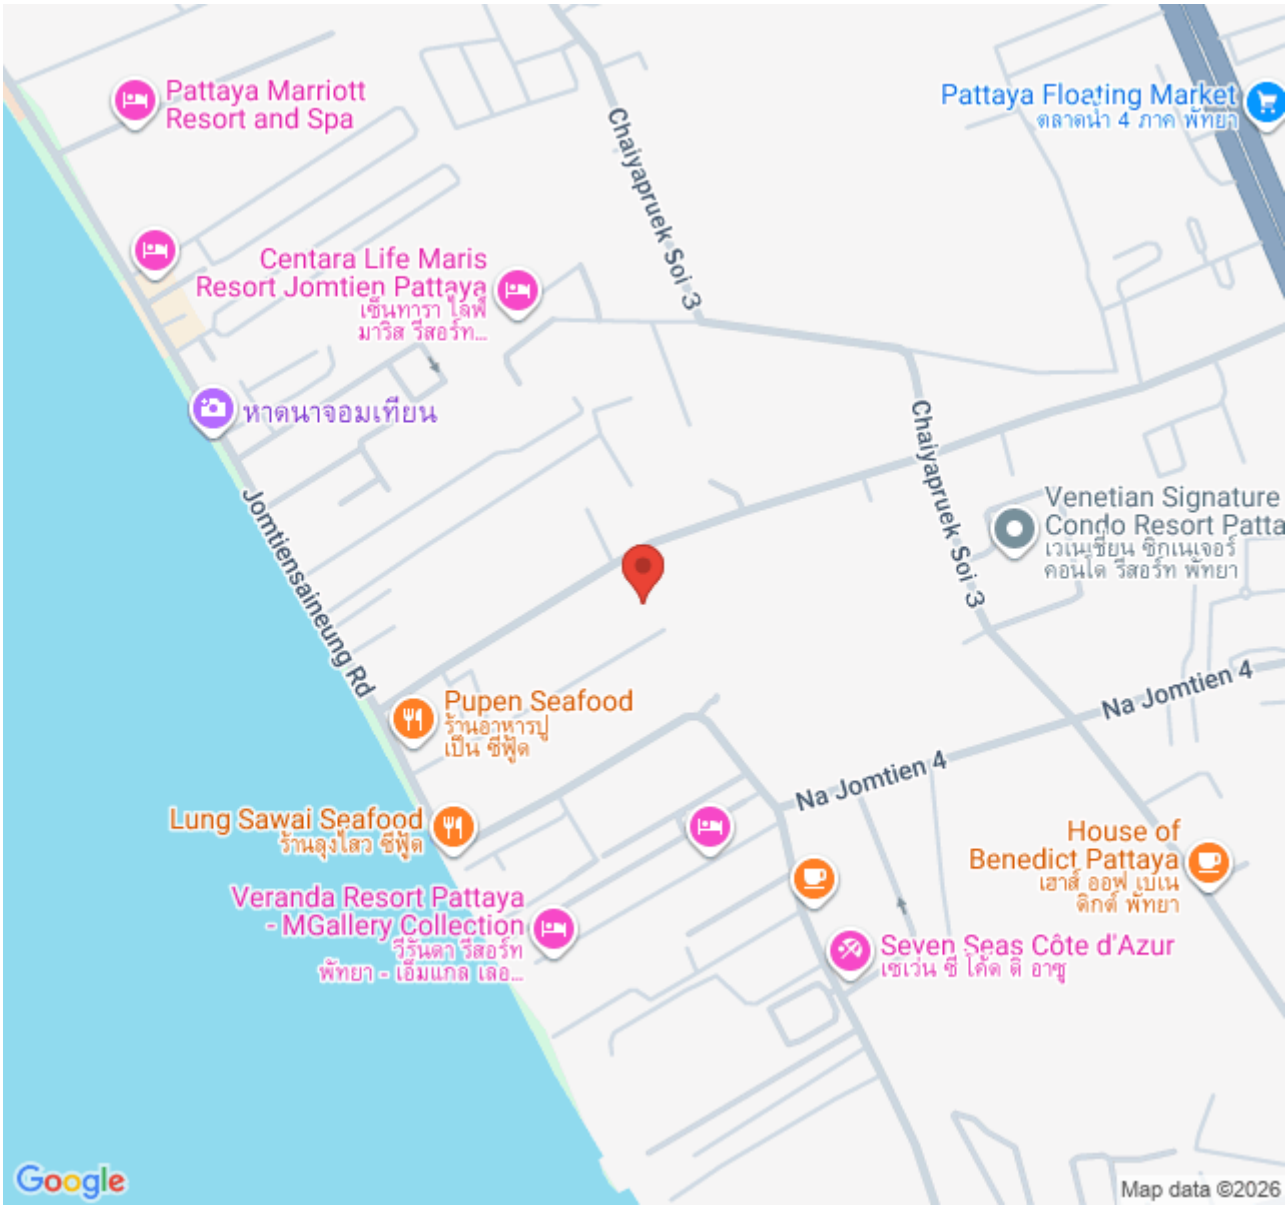 Pattaya Marriott
Resort and Spa
Pattaya Floating Market
ตลาดน้ำ 4 ภาค พัทยา
Chaiyapruek Soi 3
Centara Life Maris
Resort Jomtien Pattaya
เซ็นทารา ไลฟ์
มาริส รีสอร์ท...
หาดนาจอมเทียน
Chaiyapruek Soi 3
Jomtiensaineung Rd
Venetian Signature
Condo Resort Patta
เวเนเชี่ยน ซิกเนเจอร์
คอนโด รีสอร์ท พัทยา
Na Jomtien 4
Pupen Seafood
ร้านอาหารปู
เป็น ซีฟู้ด
Na Jomtien 4
Lung Sawai Seafood
ร้านลุงไสว ซีฟู้ด
House of
Benedict Pattaya
เฮาส์ ออฟ เบเน
ดิกต์ พัทยา
Veranda Resort Pattaya
- MGallery Collection
วีรันดา รีสอร์ท
พัทยา - เอ็มแกล เลอ...
Seven Seas Côte d'Azur
เซเว่น ซี โค้ด ดิ อาซู
Google
Map data ©2026